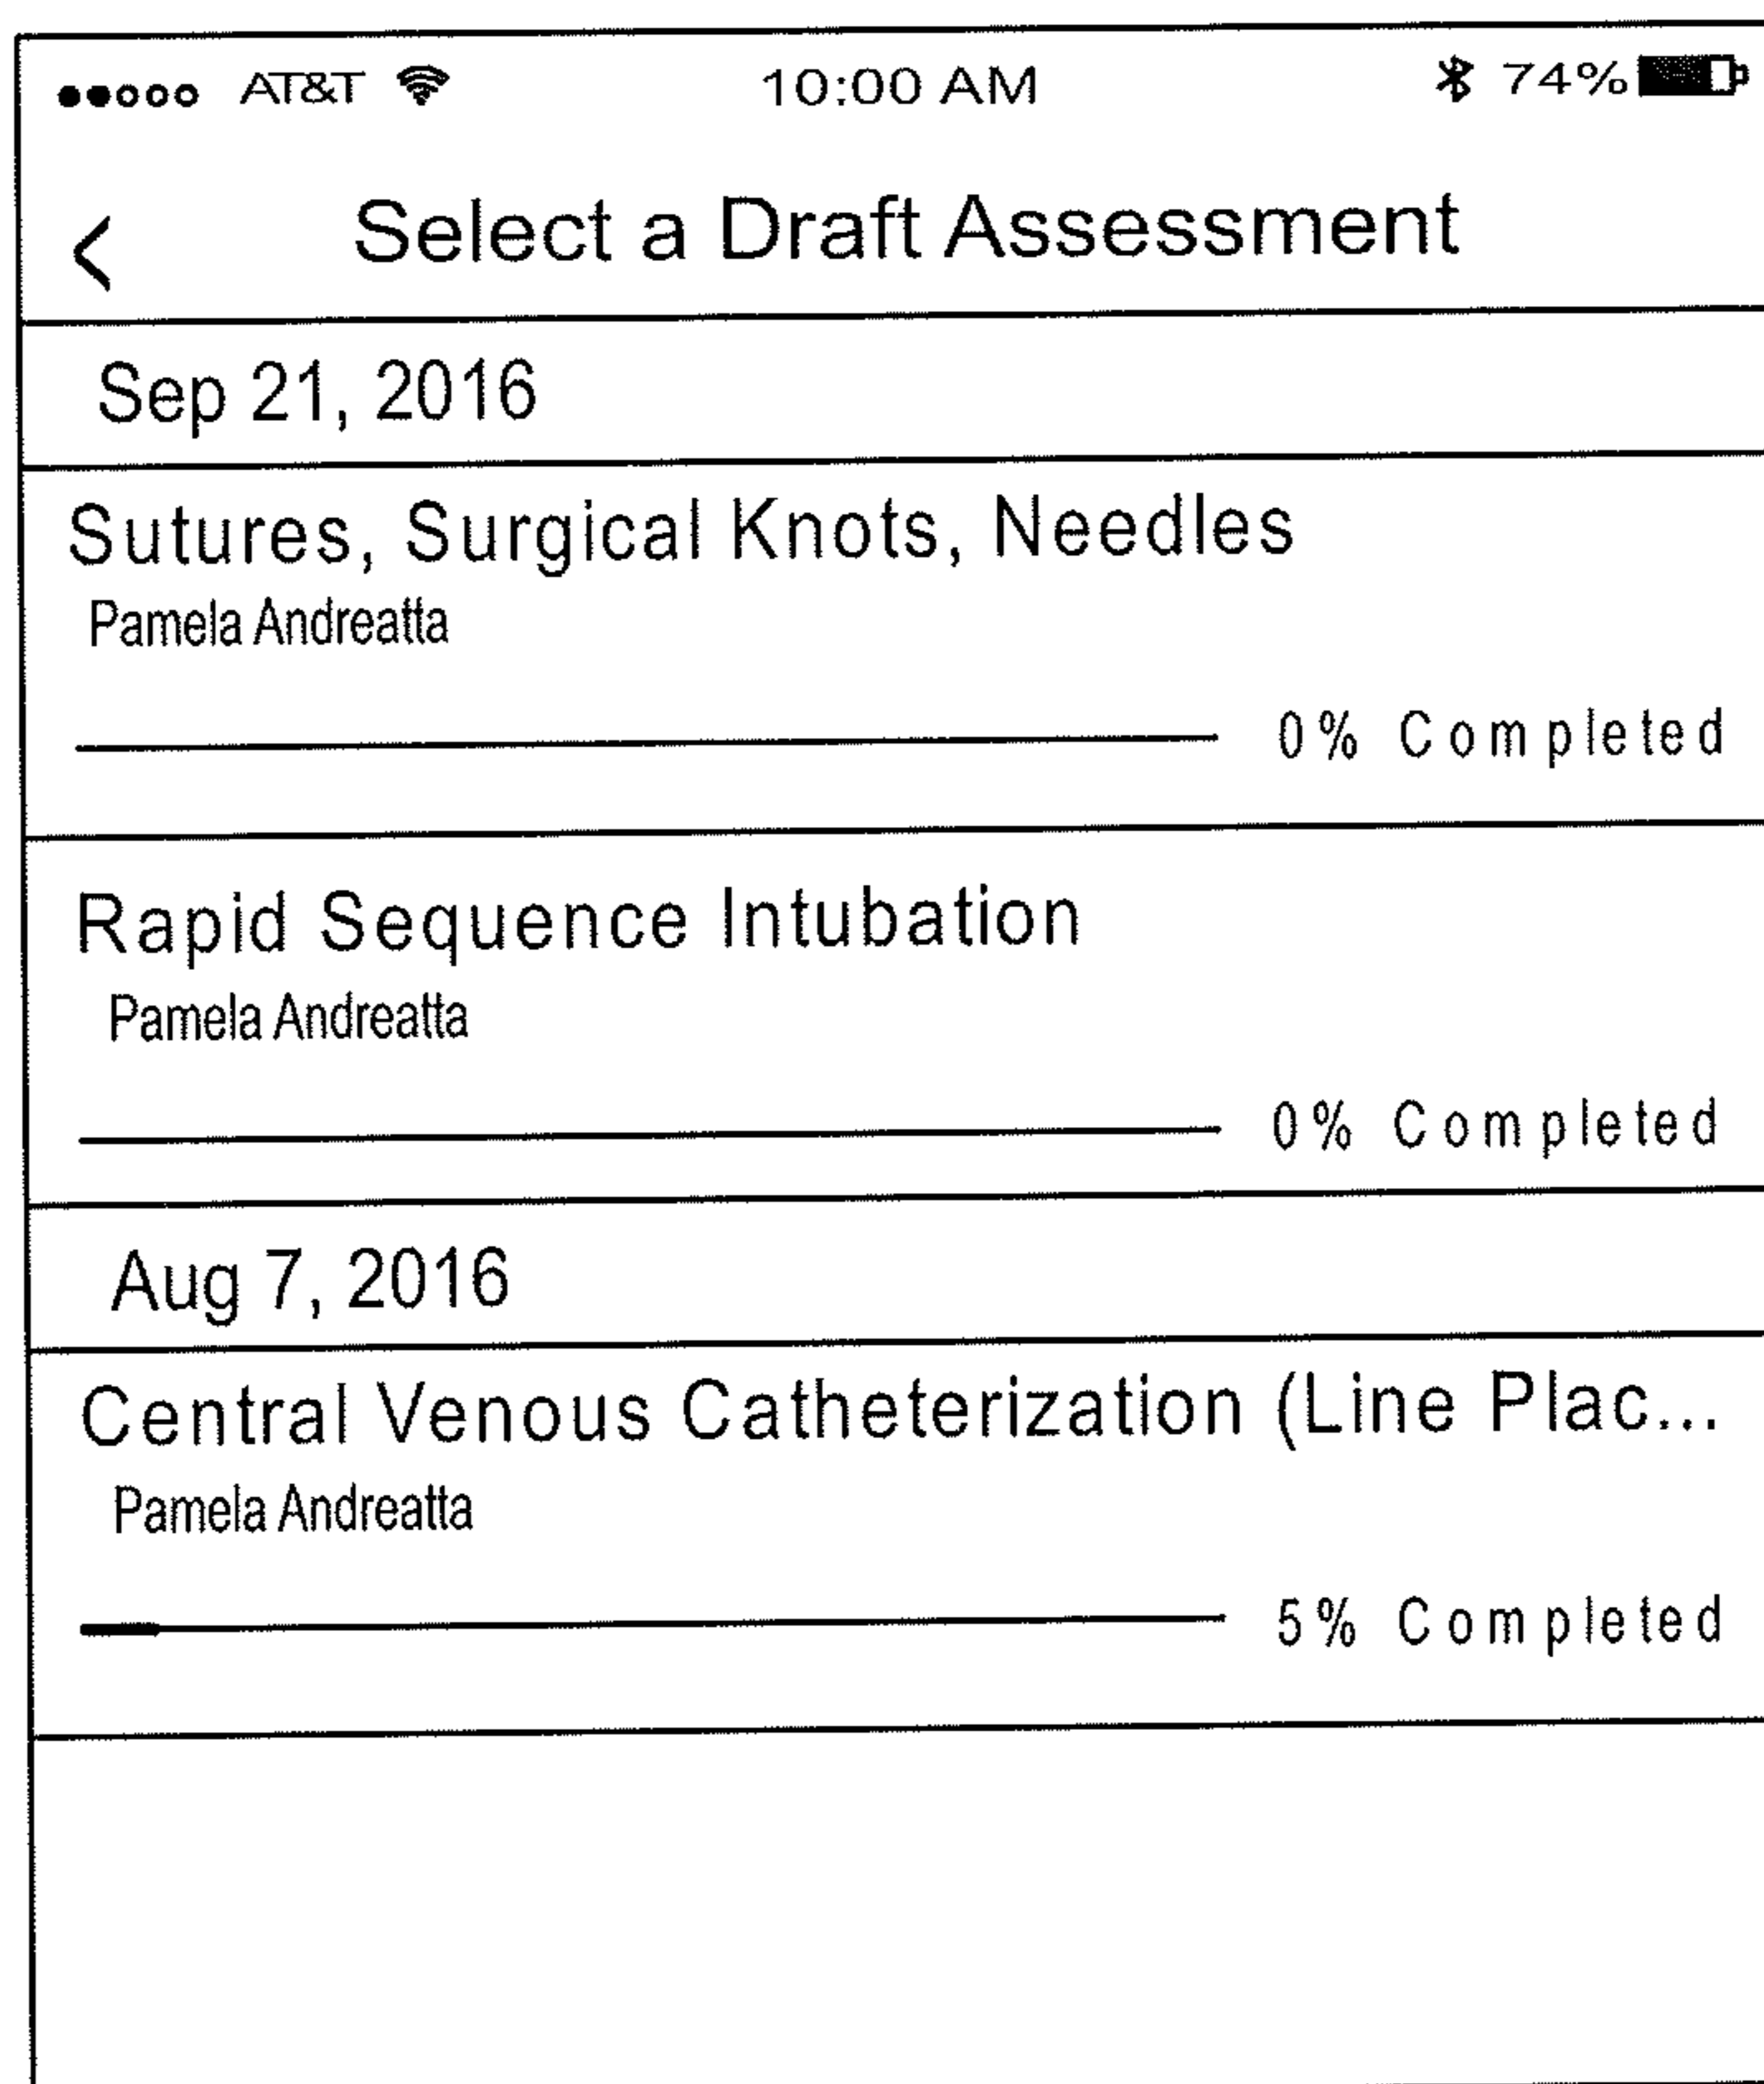 AT&T 10:00 AM 74%
< Select a Draft Assessment
Sep 21, 2016
Sutures, Surgical Knots, Needles
Pamela Andreatta
0% Completed
Rapid Sequence Intubation
Pamela Andreatta
0% Completed
Aug 7, 2016
Central Venous Catheterization (Line Plac...
Pamela Andreatta
5% Completed